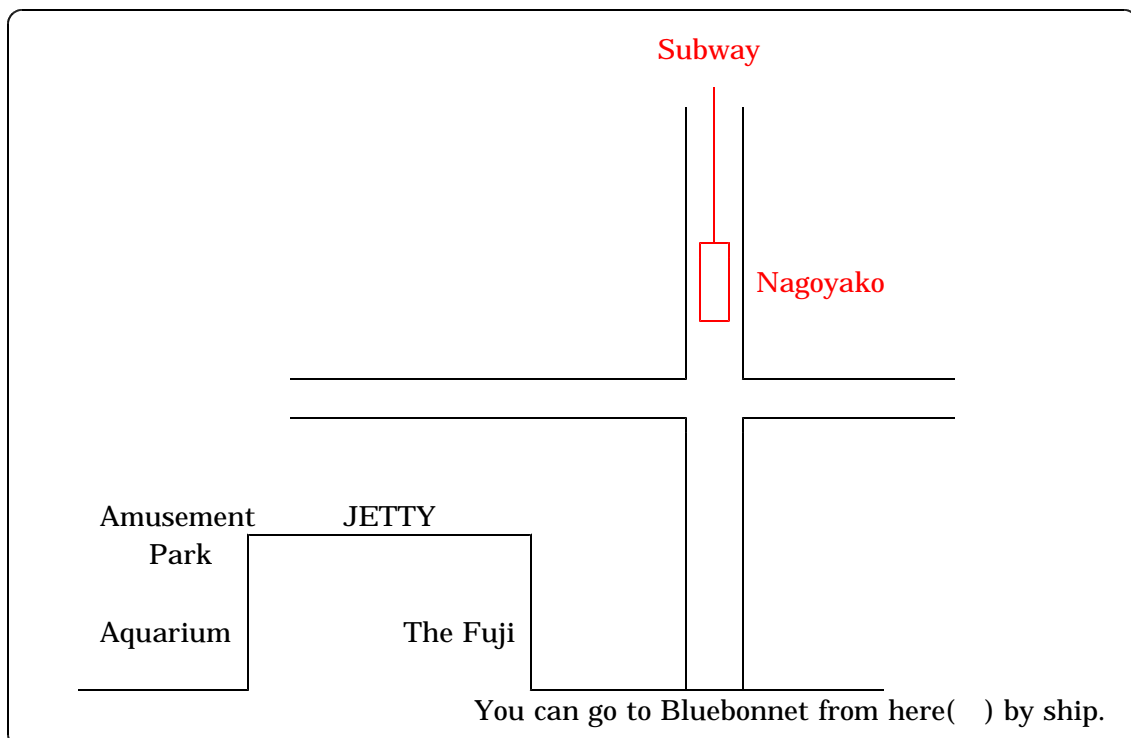 Subway
Nagoyako
Amusement
Park
JETTY
Aquarium
The Fuji
You can go to Bluebonnet from here(   ) by ship.